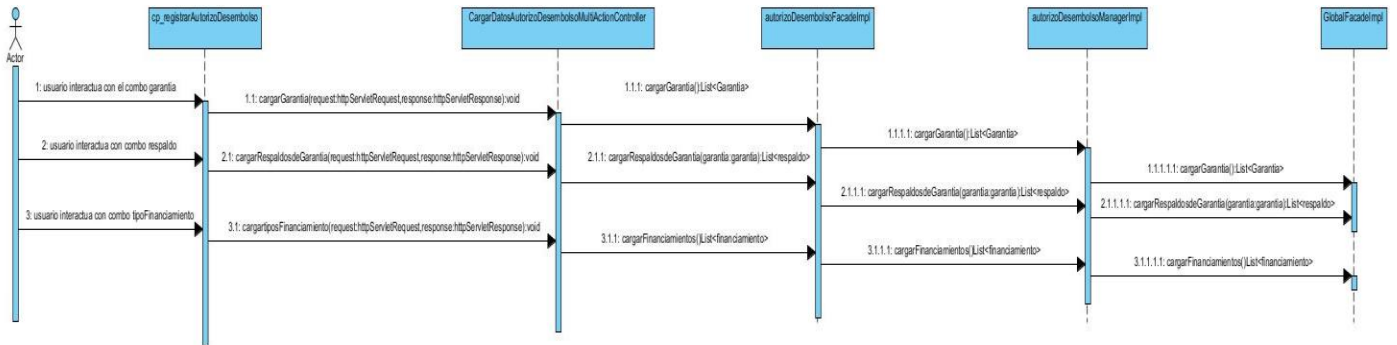 cp_registrarAutorizoDesembolso
CargarDatosAutorizoDesembolsoMultiActionController
autorizoDesembolsoFacadeImpl
autorizoDesembolsoManagerImpl
GlobalFacadeImpl
Actor
1: usuario interactua con el combo garantia
1.1: cargarGarantia(request:httpServletRequest,response:httpServletResponse):void
1.1.1: cargarGarantia():List<Garantia>
1.1.1.1: cargarGarantia():List<Garantia>
1.1.1.1.1: cargarGarantia():List<Garantia>
2: usuario interactua con combo respaldo
2.1: cargarRespaldosdeGarantia(request:httpServletRequest,response:httpServletResponse):void
2.1.1: cargarRespaldosdeGarantia(garantia:garantia):List<respaldo>
2.1.1.1: cargarRespaldosdeGarantia(garantia:garantia):List<respaldo>
2.1.1.1.1: cargarRespaldosdeGarantia(garantia:garantia):List<respaldo>
3: usuario interactua con combo tipoFinanciamiento
3.1: cargartiposFinanciamiento(request:httpServletRequest,response:httpServletResponse):void
3.1.1: cargarFinanciamientos()List<financiamiento>
3.1.1.1: cargarFinanciamientos()List<financiamiento>
3.1.1.1.1: cargarFinanciamientos()List<financiamiento>